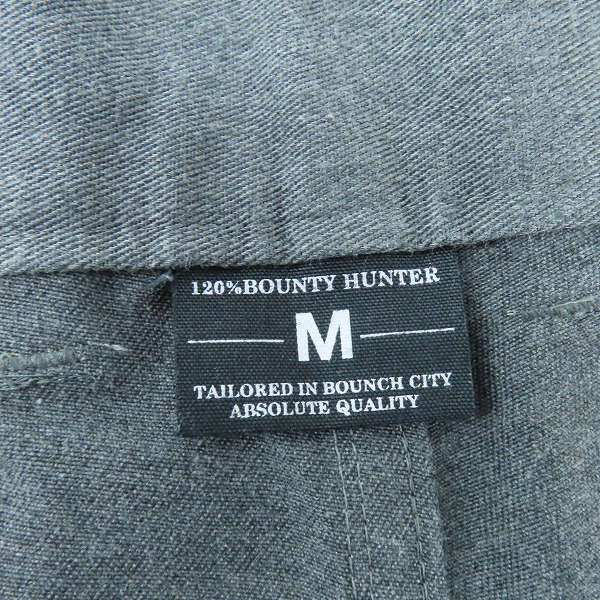 120%BOUNTY HUNTER
M
TAILORED IN BOUNCH CITY
ABSOLUTE QUALITY